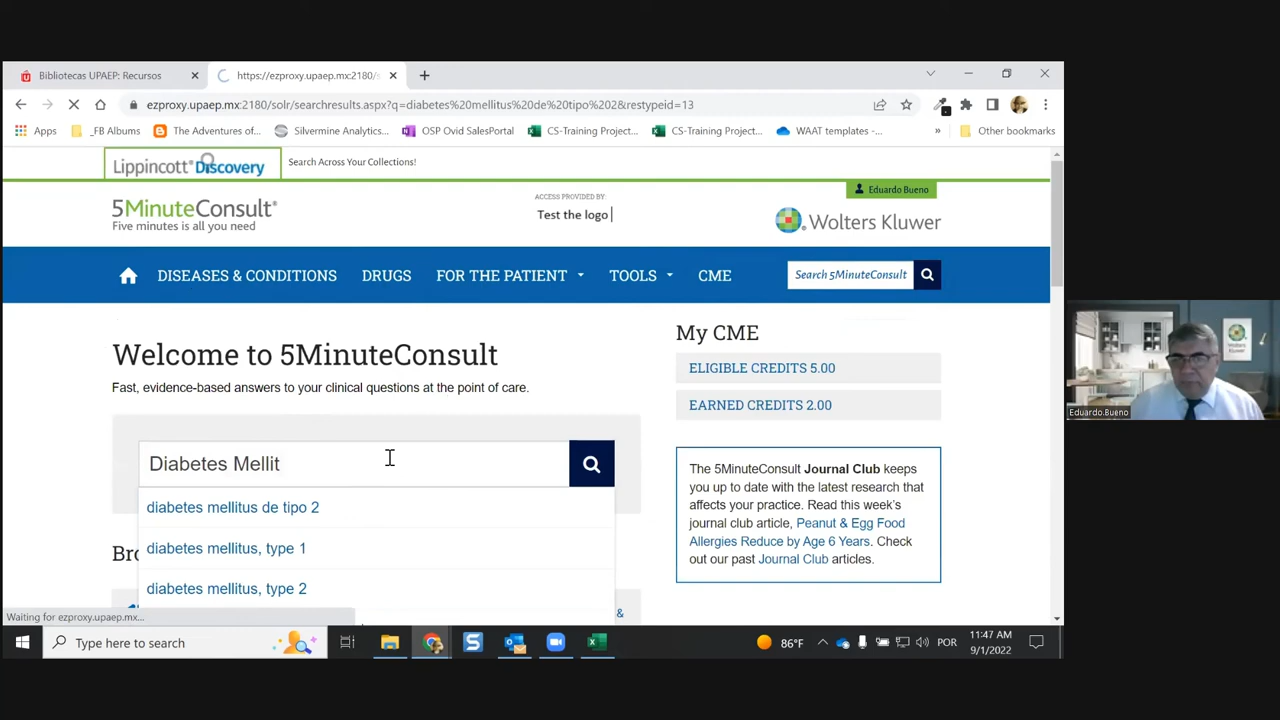 Bibliotecas UPAEP: Recursos
https://ezproxy.upaep.mx:2180/s
ezproxy.upaep.mx:2180/solr/searchresults.aspx?q=diabetes%20mellitus%20de%20tipo%202&restypeid=13
Apps
_FB Albums
The Adventures of...
Silvermine Analytic...
OSP Ovid SalesPortal
CS-Training Project...
CS-Training Project...
WAAT templates -...
»
Other bookmarks
Lippincott® Discovery
Search Across Your Collections!
Eduardo Bueno
5MinuteConsult®
Five minutes is all you need
ACCESS PROVIDED BY:
Test the logo
Wolters Kluwer
DISEASES & CONDITIONS
DRUGS
FOR THE PATIENT
TOOLS
CME
Search 5MinuteConsult
Welcome to 5MinuteConsult
Fast, evidence-based answers to your clinical questions at the point of care.
Diabetes Mellit
diabetes mellitus de tipo 2
diabetes mellitus, type 1
diabetes mellitus, type 2
Bro
&
My CME
ELIGIBLE CREDITS 5.00
EARNED CREDITS 2.00
The 5MinuteConsult Journal Club keeps
you up to date with the latest research that
affects your practice. Read this week's
journal club article, Peanut & Egg Food
Allergies Reduce by Age 6 Years. Check
out our past Journal Club articles.
Waiting for ezproxy.upaep.mx...
Type here to search
86°F
POR
11:47 AM
9/1/2022
Wolters Kluwer
Eduardo.Bueno